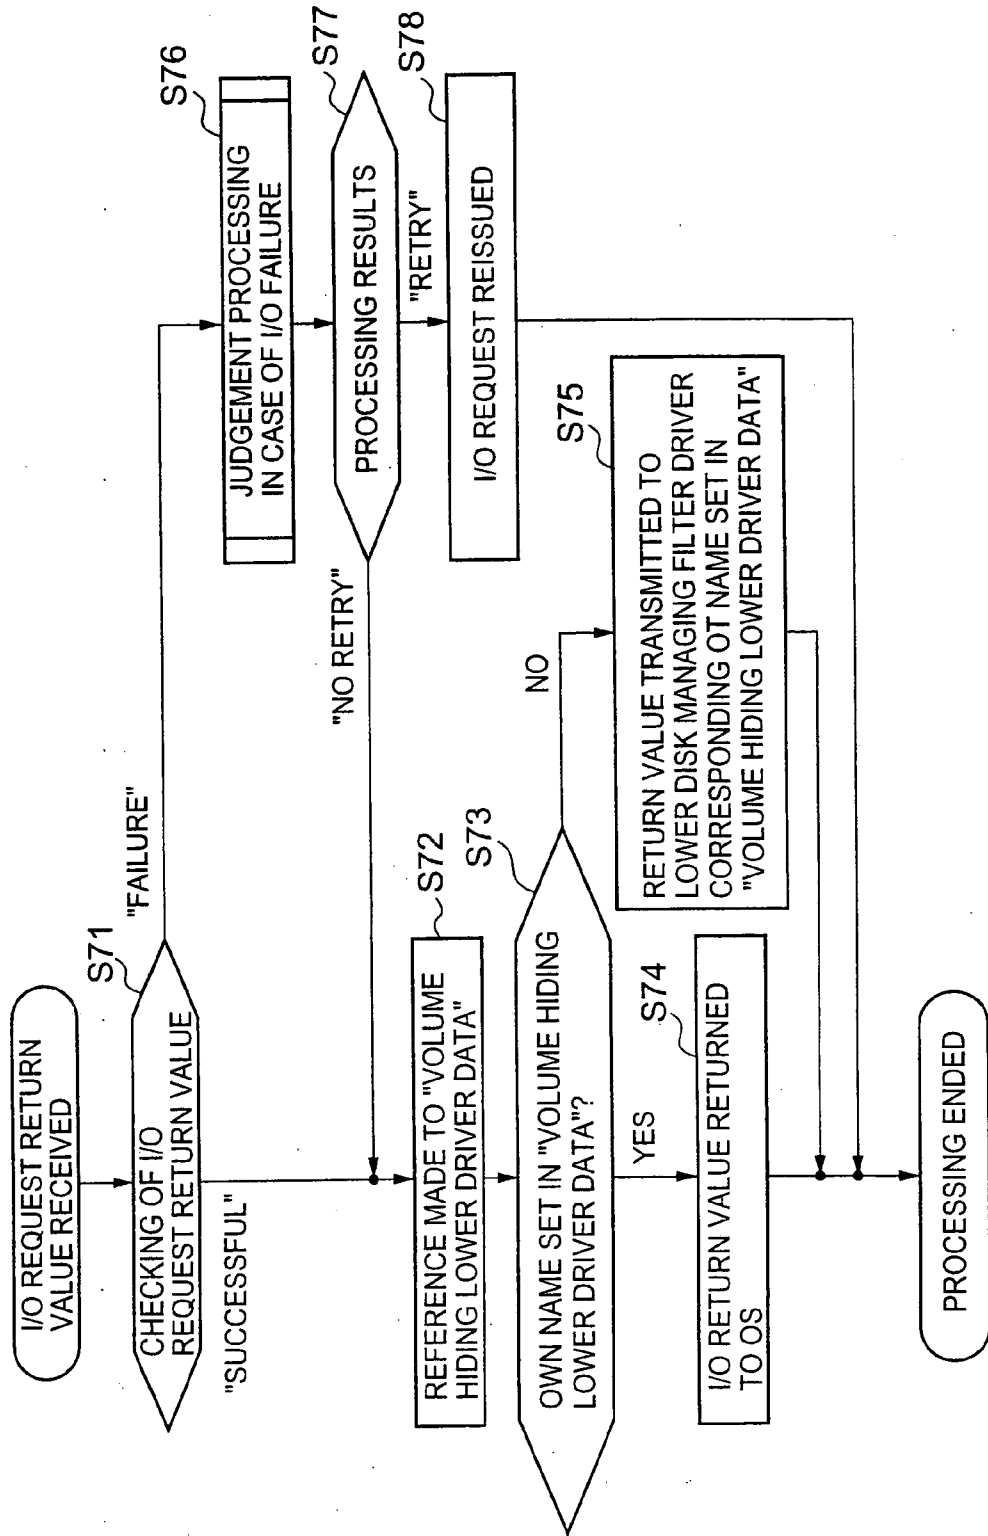 I/O REQUEST RETURN
VALUE RECEIVED
S71
CHECKING OF I/O
REQUEST RETURN VALUE
"FAILURE"
"SUCCESSFUL"
S76
JUDGEMENT PROCESSING
IN CASE OF I/O FAILURE
S77
PROCESSING RESULTS
"NO RETRY"
"RETRY"
S78
I/O REQUEST REISSUED
S72
REFERENCE MADE TO "VOLUME
HIDING LOWER DRIVER DATA"
S73
OWN NAME SET IN "VOLUME HIDING
LOWER DRIVER DATA"?
NO
YES
S75
RETURN VALUE TRANSMITTED TO
LOWER DISK MANAGING FILTER DRIVER
CORRESPONDING OT NAME SET IN
"VOLUME HIDING LOWER DRIVER DATA"
S74
I/O RETURN VALUE RETURNED
TO OS
PROCESSING ENDED